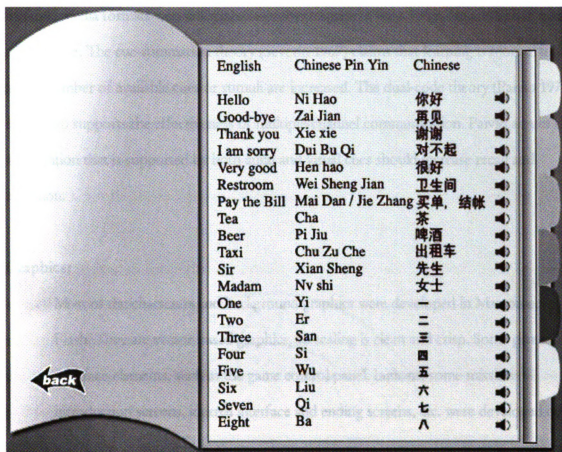 English Chinese Pin Yin Chinese
Hello Ni Hao 你好
Good-bye Zai Jian 再见
Thank you Xie xie 谢谢
I am sorry Dui Bu Qi 对不起
Very good Hen hao 很好
Restroom Wei Sheng Jian 卫生间
Pay the Bill Mai Dan / Jie Zhang 买单，结帐
Tea Cha 茶
Beer Pi Jiu 啤酒
Taxi Chu Zu Che 出租车
Sir Xian Sheng 先生
Madam Nv shi 女士
One Yi 一
Two Er 二
Three San 三
Four Si 四
Five Wu 五
Six Liu 六
Seven Qi 七
Eight Ba 八
back